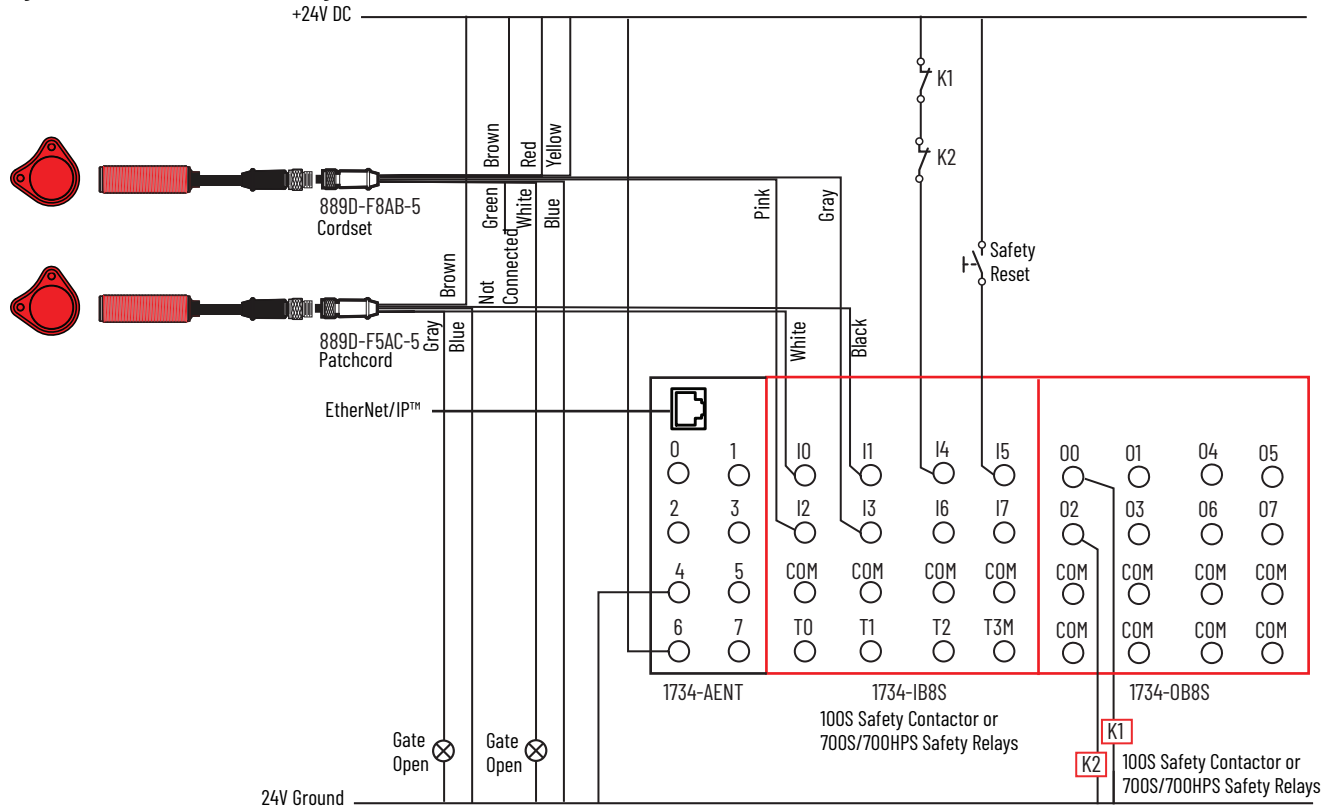 +24V DC
K1
K2
Brown
Red
Yellow
889D-F8AB-5
Cordset
Green
Not
Connected
White
Blue
Pink
Gray
Safety
Reset
Brown
889D-F5AC-5
Patchcord
Gray
Blue
White
Black
EtherNet/IP™
0 1
2 3
4 5
6 7
I0 I1 I4 I5
I2 I3 I6 I7
COM COM COM COM
T0 T1 T2 T3M
O0 O1 O4 O5
O2 O3 O6 O7
COM COM COM COM
COM COM COM COM
1734-AENT
1734-IB8S
1734-OB8S
100S Safety Contactor or
700S/700HPS Safety Relays
Gate
Open
Gate
Open
K1
K2
100S Safety Contactor or
700S/700HPS Safety Relays
24V Ground